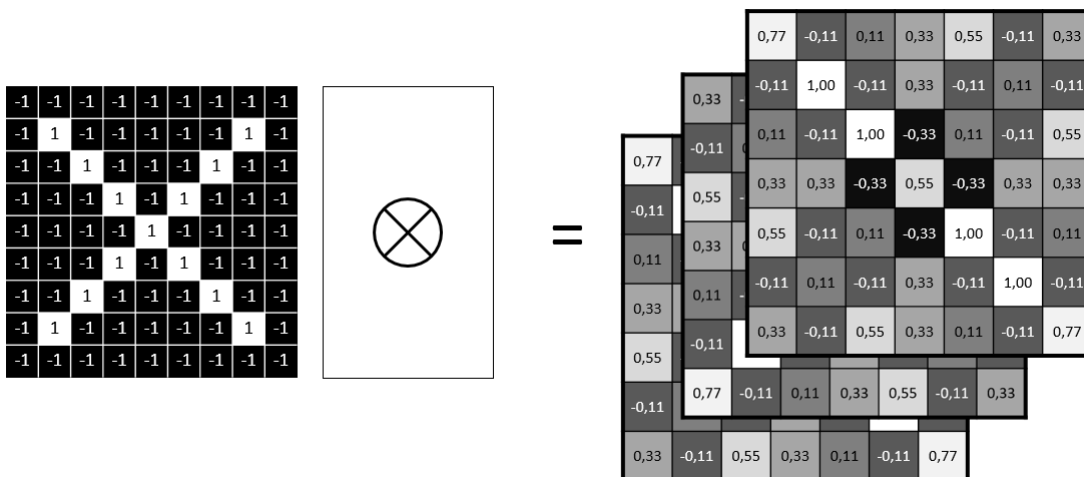 -1 -1 -1 -1 -1 -1 -1 -1 -1
-1 1 -1 -1 -1 -1 -1 1 -1
-1 -1 1 -1 -1 -1 1 -1 -1
-1 -1 -1 1 -1 1 -1 -1 -1
-1 -1 -1 -1 1 -1 -1 -1 -1
-1 -1 -1 1 -1 1 -1 -1 -1
-1 -1 1 -1 -1 -1 1 -1 -1
-1 1 -1 -1 -1 -1 -1 1 -1
-1 -1 -1 -1 -1 -1 -1 -1 -1
=
0,77 -0,11 0,11 0,33 0,55 -0,11 0,33
-0,11 1,00 -0,11 0,33 -0,11 0,11 -0,11
0,11 -0,11 1,00 -0,33 0,11 -0,11 0,55
0,33 0,33 -0,33 0,55 -0,33 0,33 0,33
0,55 -0,11 0,11 -0,33 1,00 -0,11 0,11
-0,11 0,11 -0,11 0,33 -0,11 1,00 -0,11
0,33 -0,11 0,55 0,33 0,11 -0,11 0,77
0,33
-0,11
0,55
0,33
0,11
-0,11
0,77 -0,11 0,11 0,33 0,55 -0,11 0,33
0,77
-0,11
0,11
0,33
0,55
-0,11
0,33 -0,11 0,55 0,33 0,11 -0,11 0,77